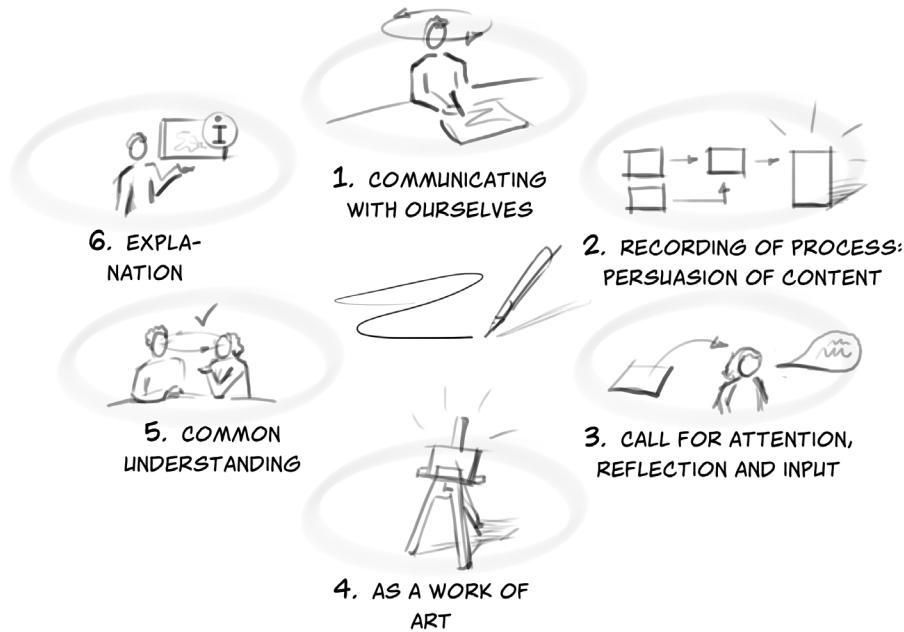 1. COMMUNICATING
WITH OURSELVES
2. RECORDING OF PROCESS:
PERSUASION OF CONTENT
3. CALL FOR ATTENTION,
REFLECTION AND INPUT
4. AS A WORK OF
ART
5. COMMON
UNDERSTANDING
6. EXPLA-
NATION
i